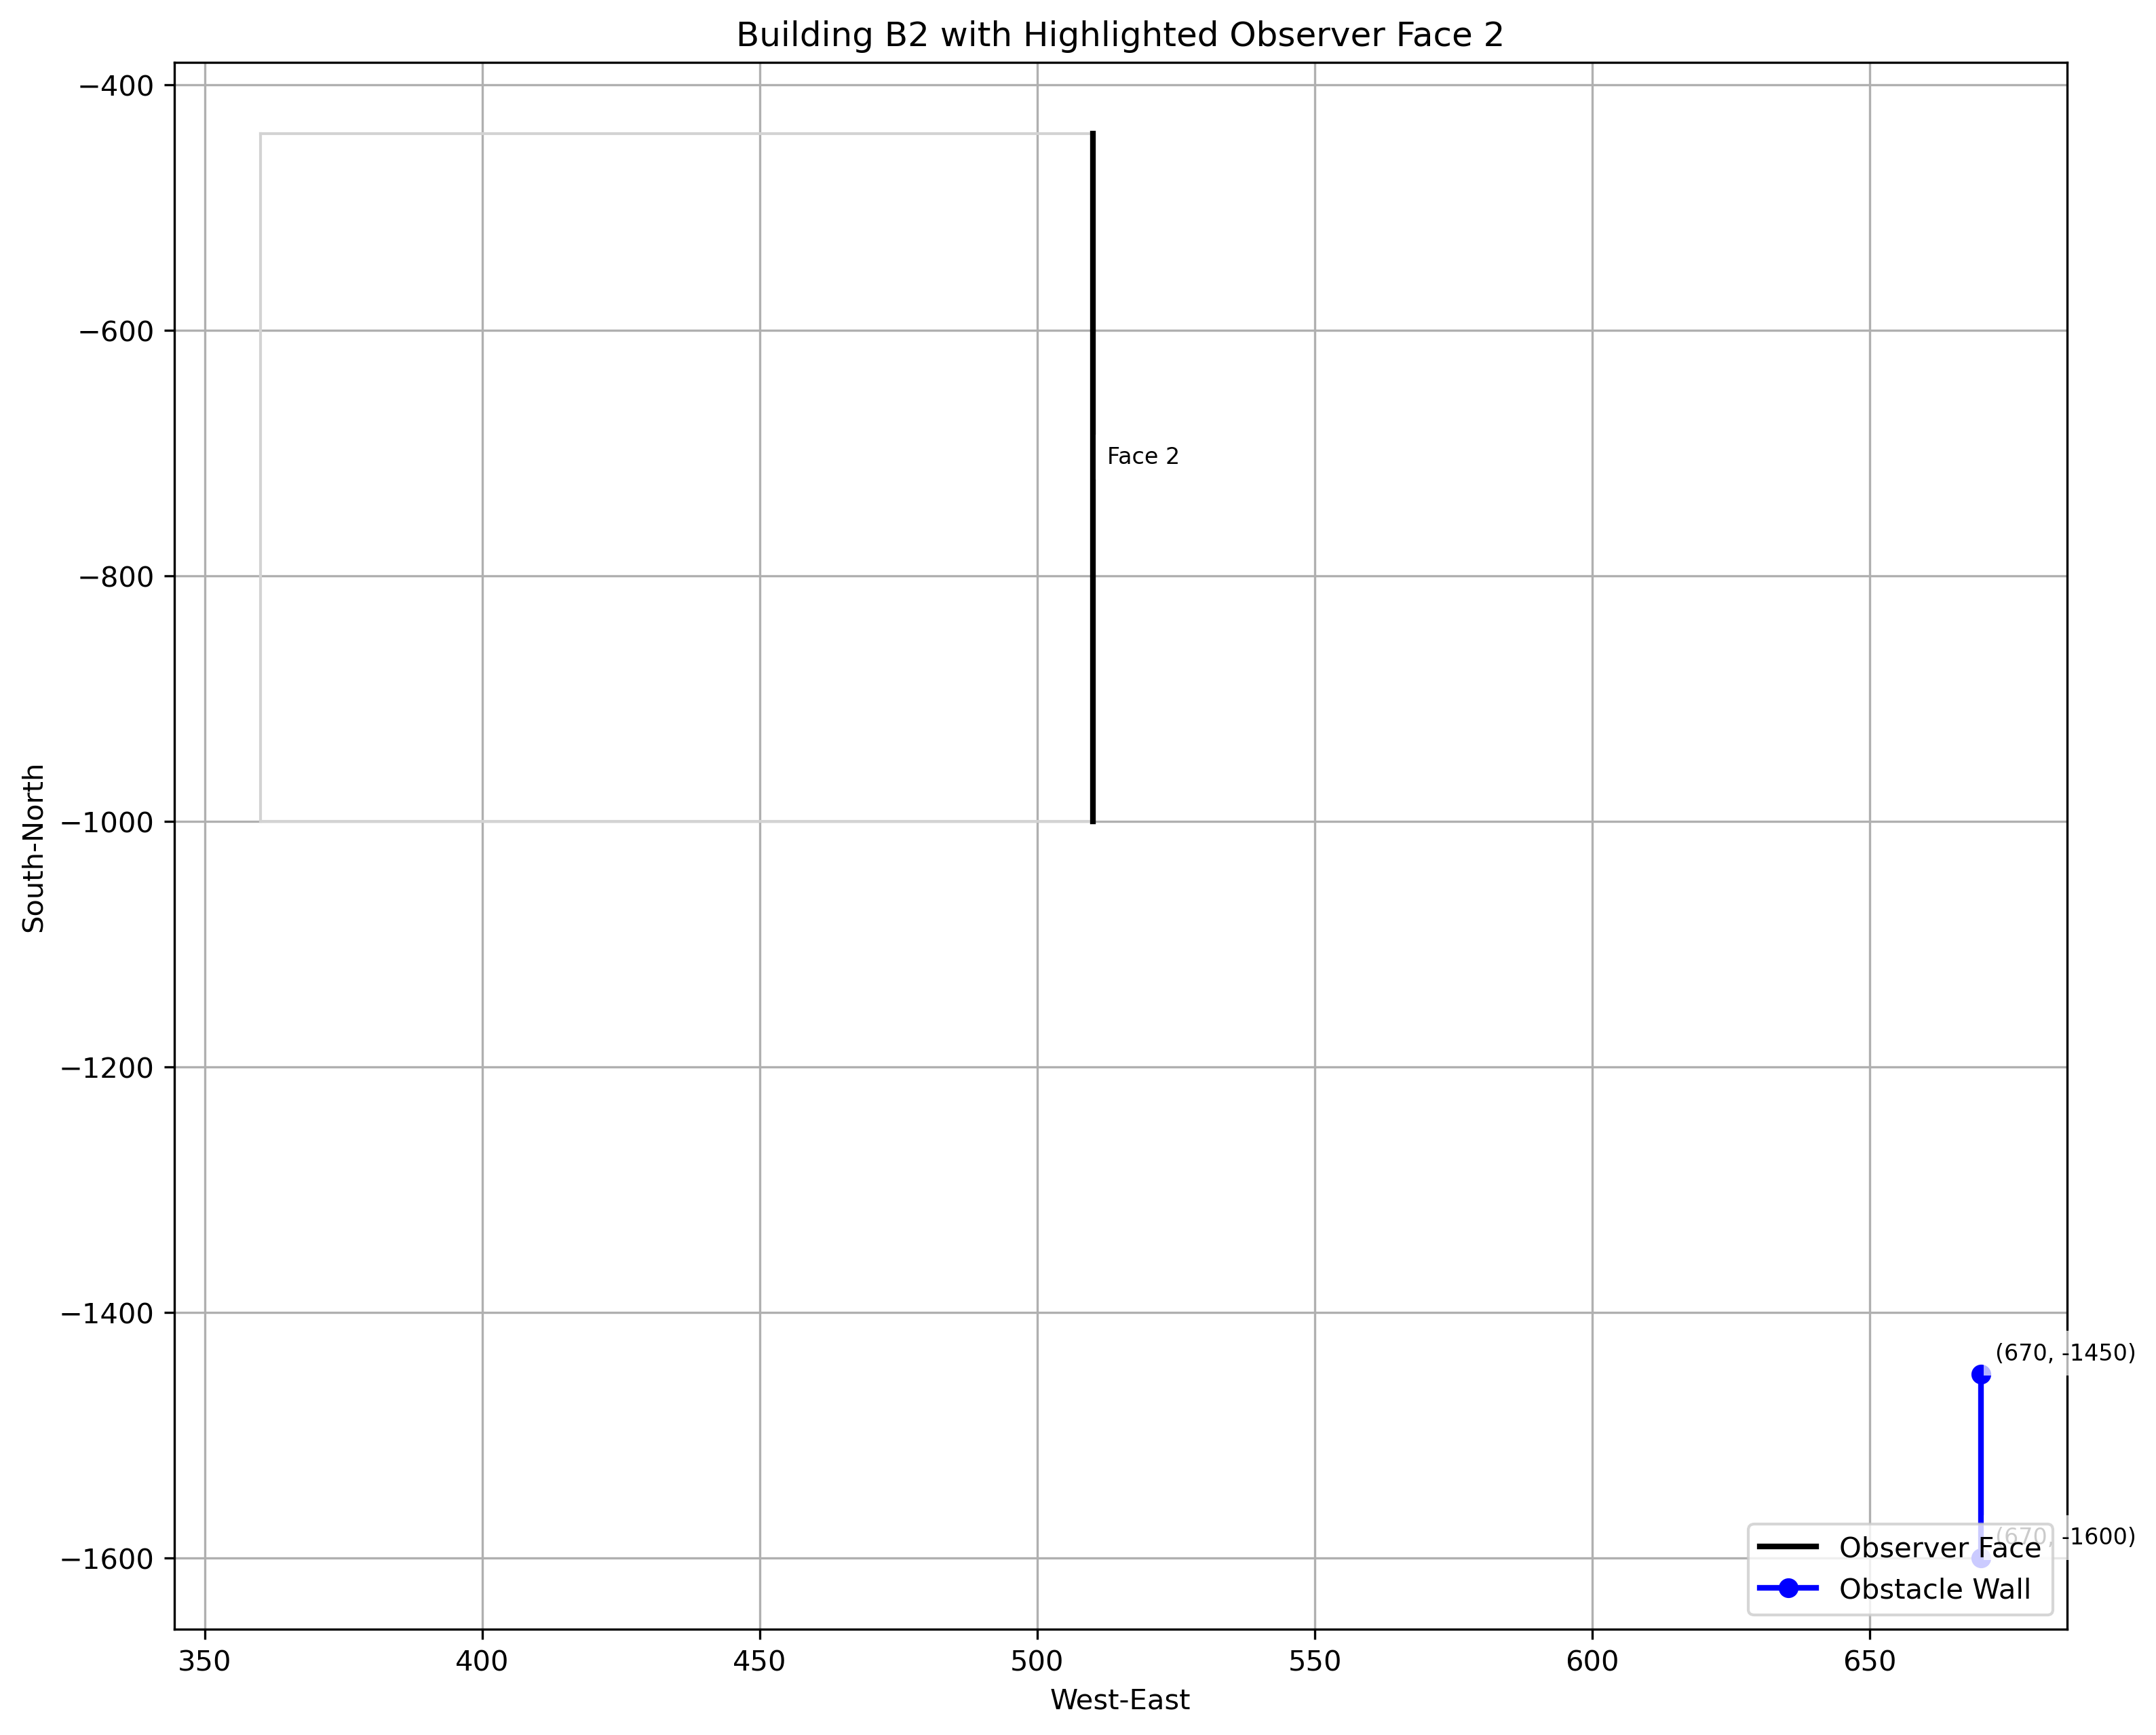 Building B2 with Highlighted Observer Face 2
−400
−600
−800
−1000
−1200
−1400
−1600
South-North
Face 2
(670, -1450)
(670, -1600)
Observer Face
Obstacle Wall
350
400
450
500
550
600
650
West-East